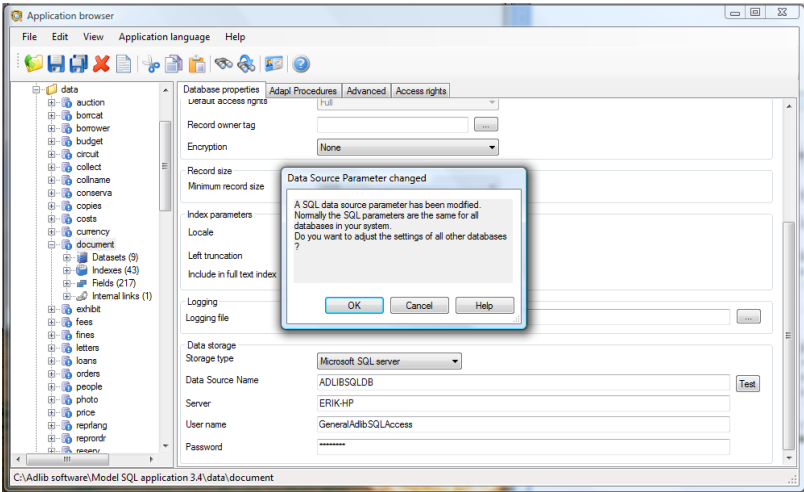 Application browser
File Edit View Application language Help
data
auction
borrcat
borrower
budget
circuit
collect
collname
conserva
copies
costs
currency
document
Datasets (9)
Indexes (43)
Fields (217)
Internal links (1)
exhibit
fees
fines
letters
loans
orders
people
photo
price
reprlang
reprordr
reserv
Database properties Adapl Procedures Advanced Access rights
Default access rights Full
Record owner tag ...
Encryption None
Record size
Minimum record size
Index parameters
Locale
Left truncation
Include in full text index
Logging
Logging file ...
Data storage
Storage type Microsoft SQL server
Data Source Name ADLIBSQLDB Test
Server ERIK-HP
User name GeneralAdlibSQLAccess
Password ********
Data Source Parameter changed
A SQL data source parameter has been modified.
Normally the SQL parameters are the same for all
databases in your system.
Do you want to adjust the settings of all other databases
?
OK Cancel Help
C:\Adlib software\Model SQL application 3.4\data\document